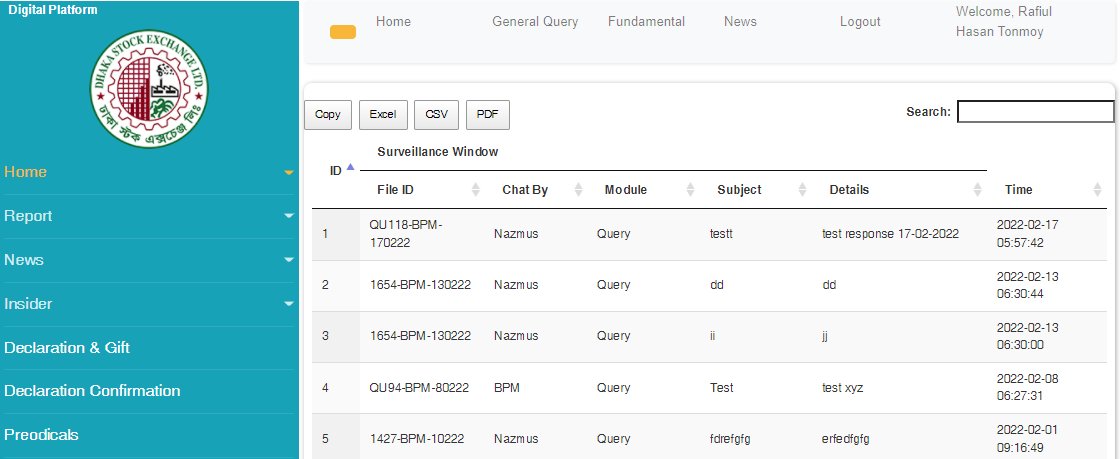 Digital Platform
DHAKA STOCK EXCHANGE LTD.
ঢাকা স্টক এক্সচেঞ্জ লিঃ
Home
Report
News
Insider
Declaration & Gift
Declaration Confirmation
Preodicals
Home General Query Fundamental News Logout Welcome, Rafiul
Hasan Tonmoy
Copy Excel CSV PDF Search:
Surveillance Window
ID
File ID Chat By Module Subject Details Time
1 QU118-BPM-170222 Nazmus Query testt test response 17-02-2022 2022-02-17 05:57:42
2 1654-BPM-130222 Nazmus Query dd dd 2022-02-13 06:30:44
3 1654-BPM-130222 Nazmus Query ii jj 2022-02-13 06:30:00
4 QU94-BPM-80222 BPM Query Test test xyz 2022-02-08 06:27:31
5 1427-BPM-10222 Nazmus Query fdrefgfg erfedfgfg 2022-02-01 09:16:49